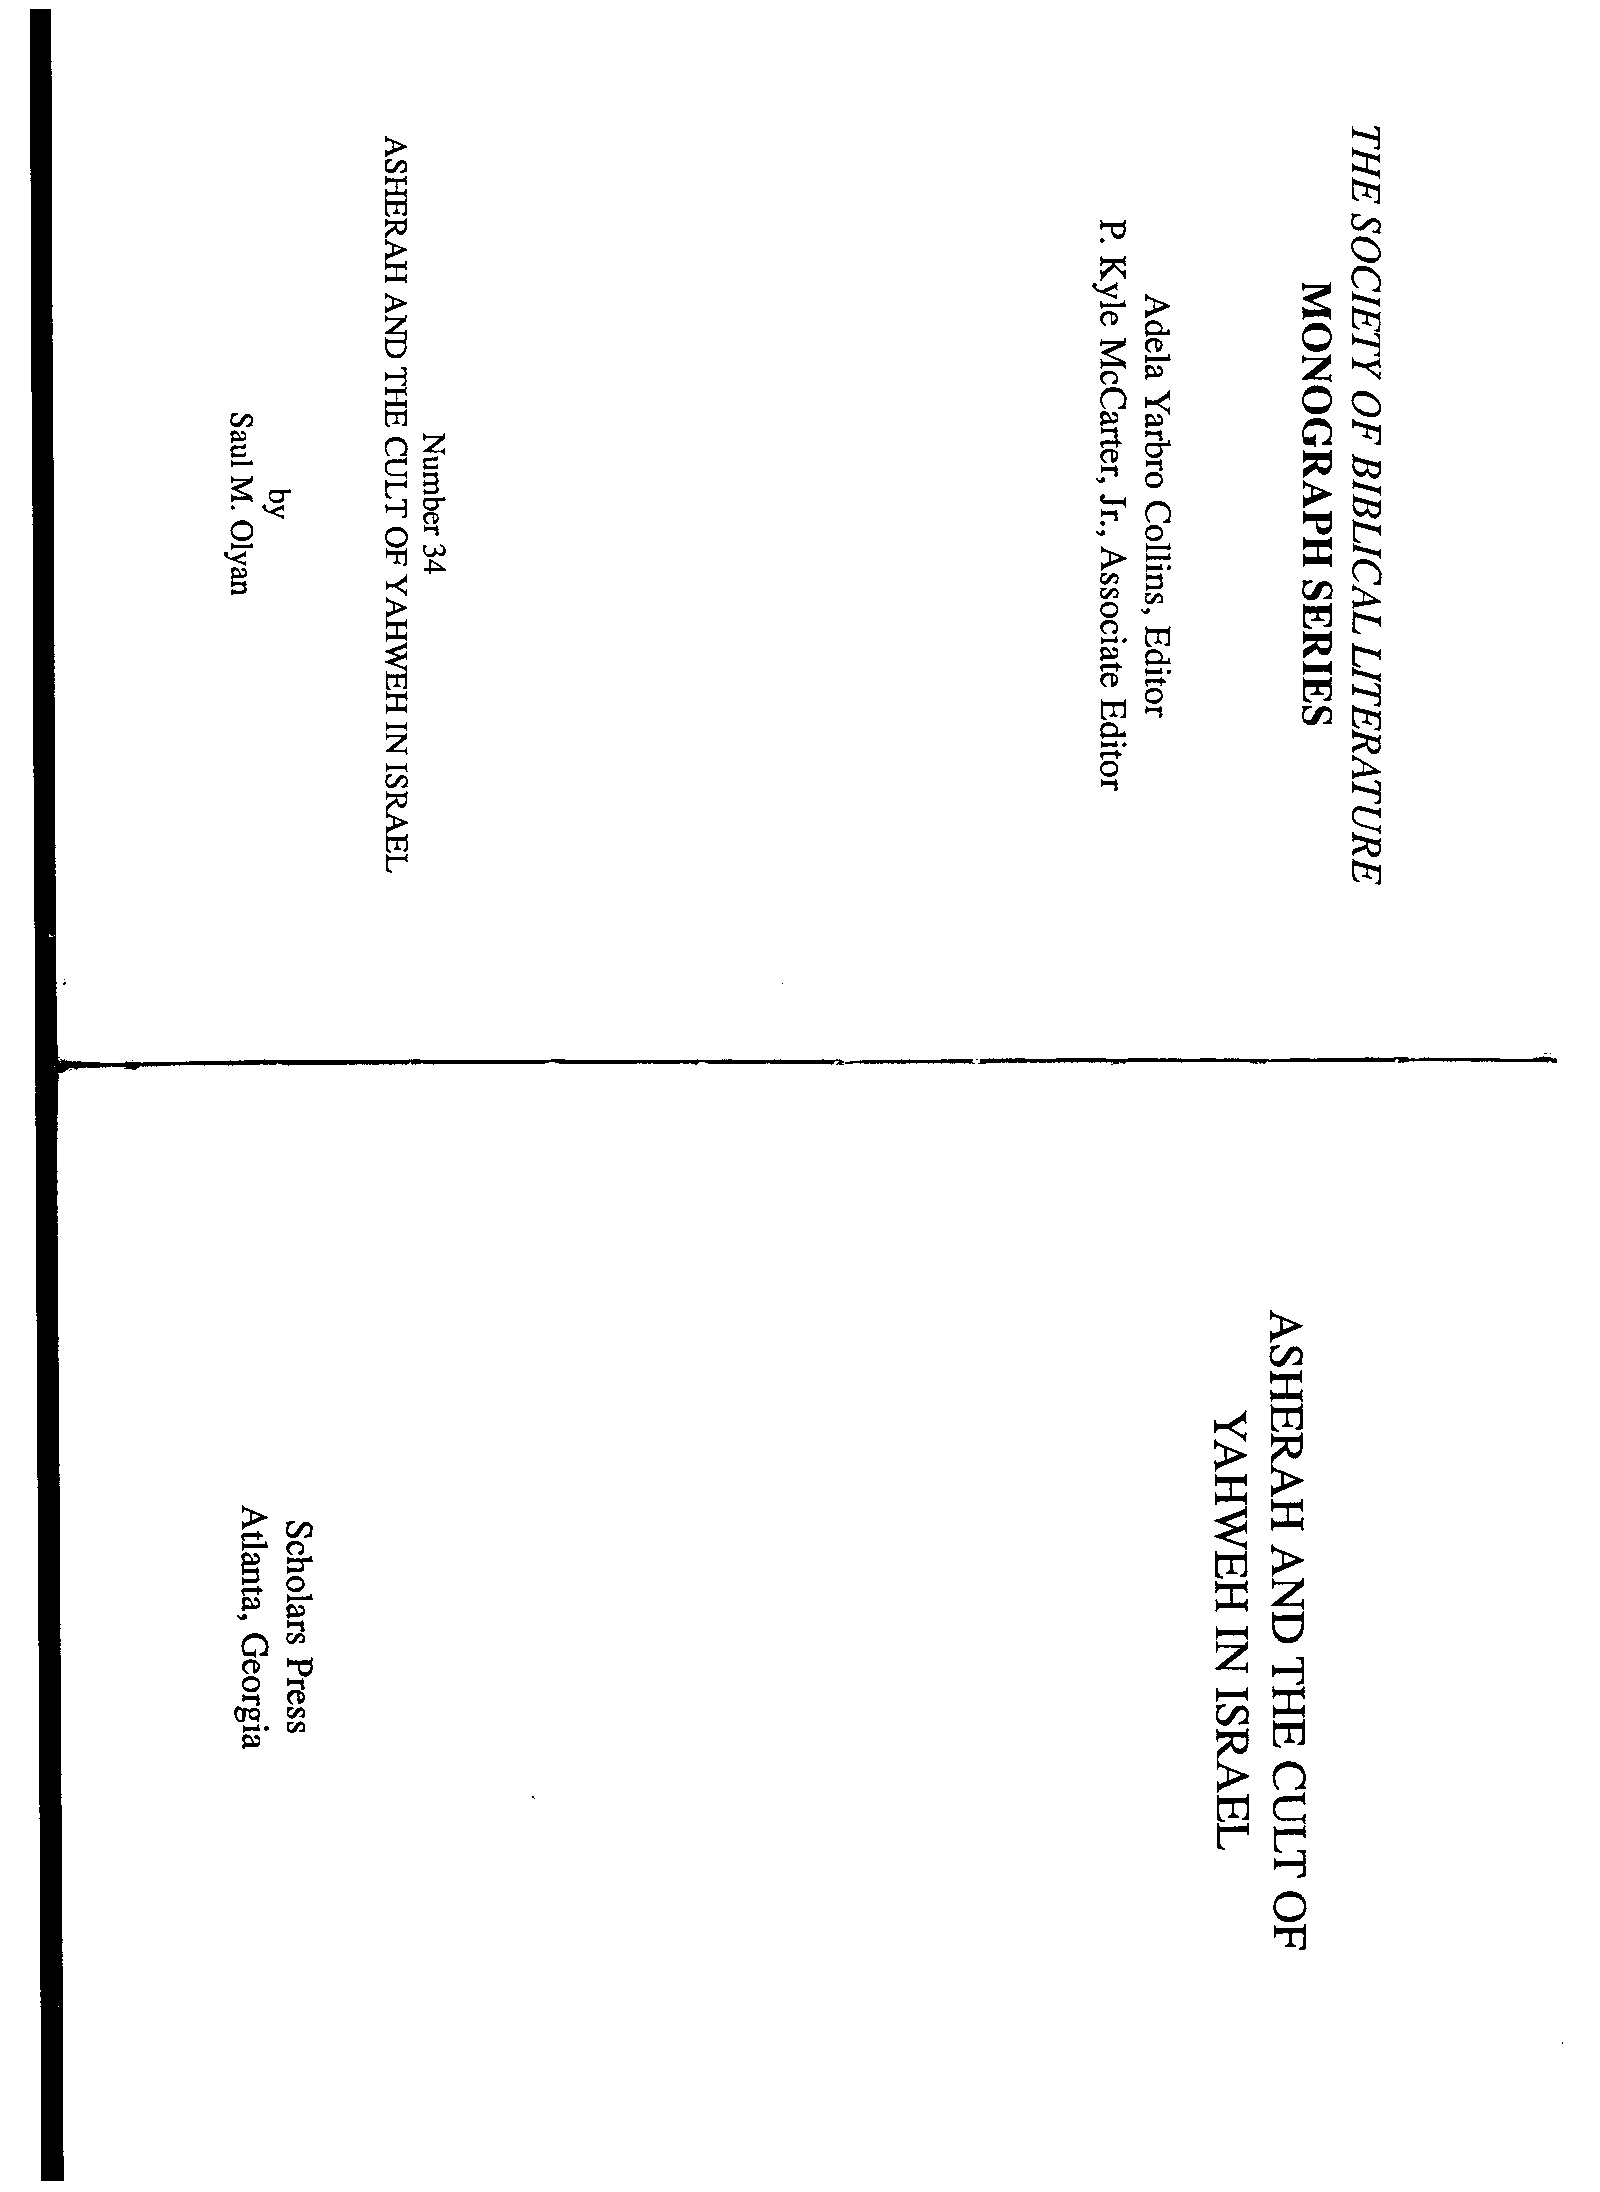 THE SOCIETY OF BIBLICAL LITERATURE
MONOGRAPH SERIES
Adela Yarbro Collins, Editor
P. Kyle McCarter, Jr., Associate Editor
Number 34
ASHERAH AND THE CULT OF YAHWEH IN ISRAEL
by
Saul M. Olyan
ASHERAH AND THE CULT OF
YAHWEH IN ISRAEL
Scholars Press
Atlanta, Georgia